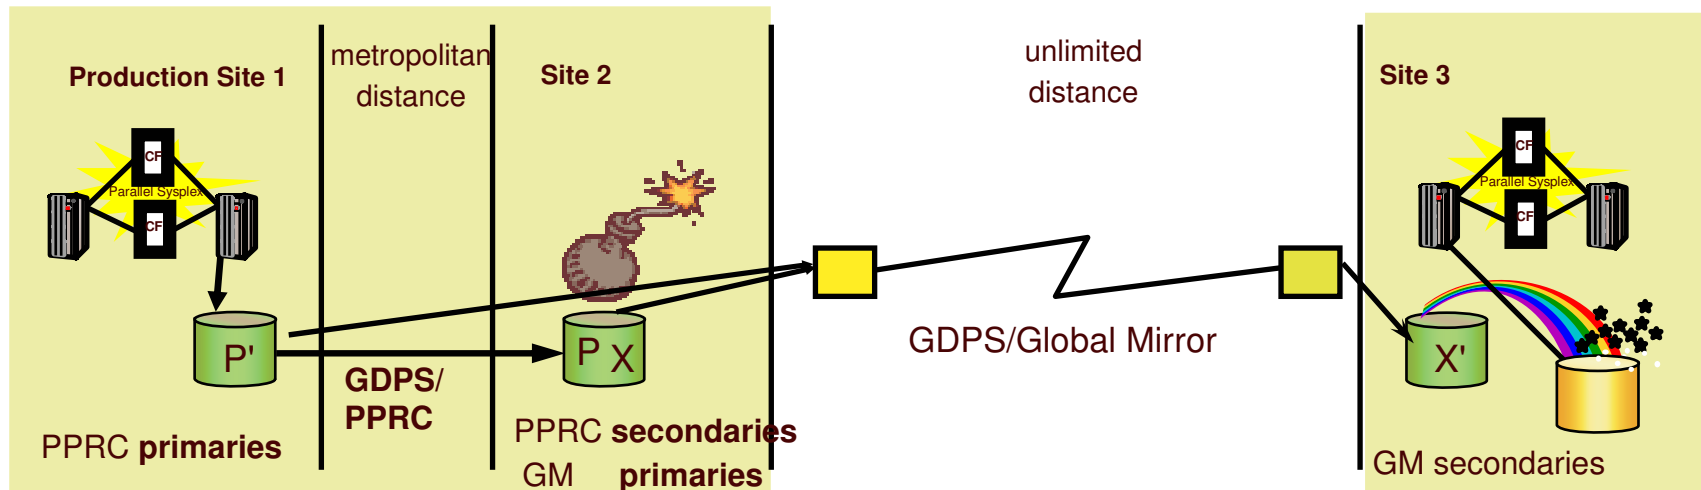 Production Site 1
metropolitan
distance
Site 2
unlimited
distance
Site 3
CF
Parallel Sysplex
CF
CF
Parallel Sysplex
CF
P'
P X
X'
GDPS/
PPRC
GDPS/Global Mirror
PPRC primaries
PPRC secondaries
GM primaries
GM secondaries